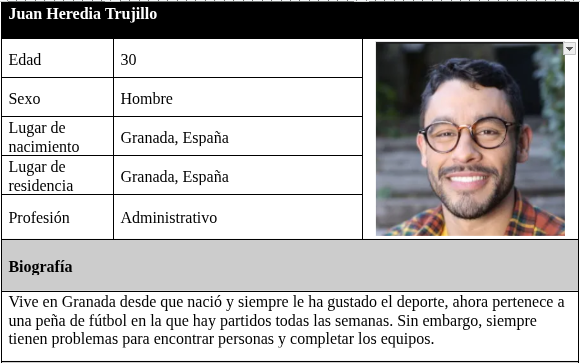 Juan Heredia Trujillo
Edad
30
Sexo
Hombre
Lugar de
nacimiento
Granada, España
Lugar de
residencia
Granada, España
Profesión
Administrativo
Biografía
Vive en Granada desde que nació y siempre le ha gustado el deporte, ahora pertenece a
una peña de fútbol en la que hay partidos todas las semanas. Sin embargo, siempre
tienen problemas para encontrar personas y completar los equipos.